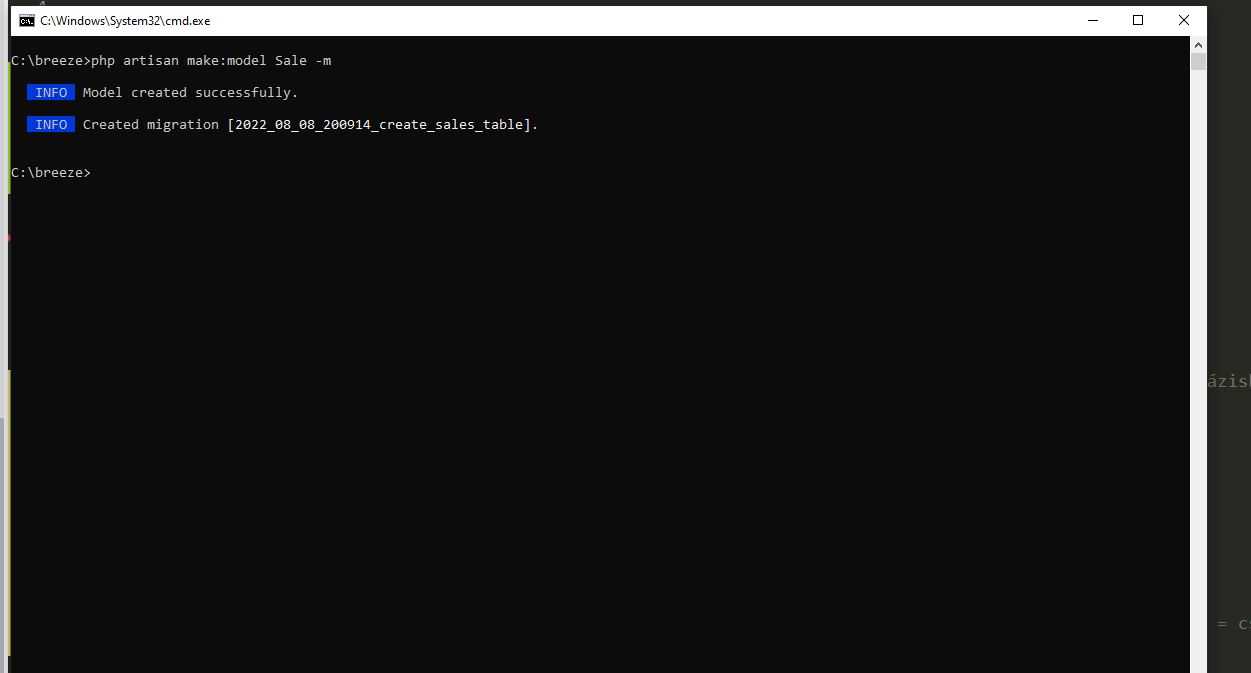 C:\Windows\System32\cmd.exe
C:\breeze>php artisan make:model Sale -m
INFO Model created successfully.
INFO Created migration [2022_08_08_200914_create_sales_table].
C:\breeze>
= c